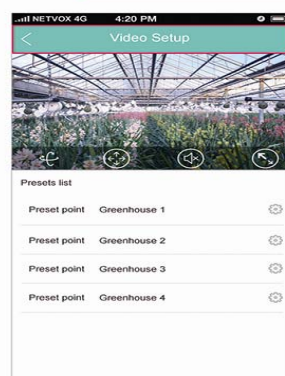 NETVOX 4G 4:20 PM
Video Setup
Presets list
Preset point Greenhouse 1
Preset point Greenhouse 2
Preset point Greenhouse 3
Preset point Greenhouse 4